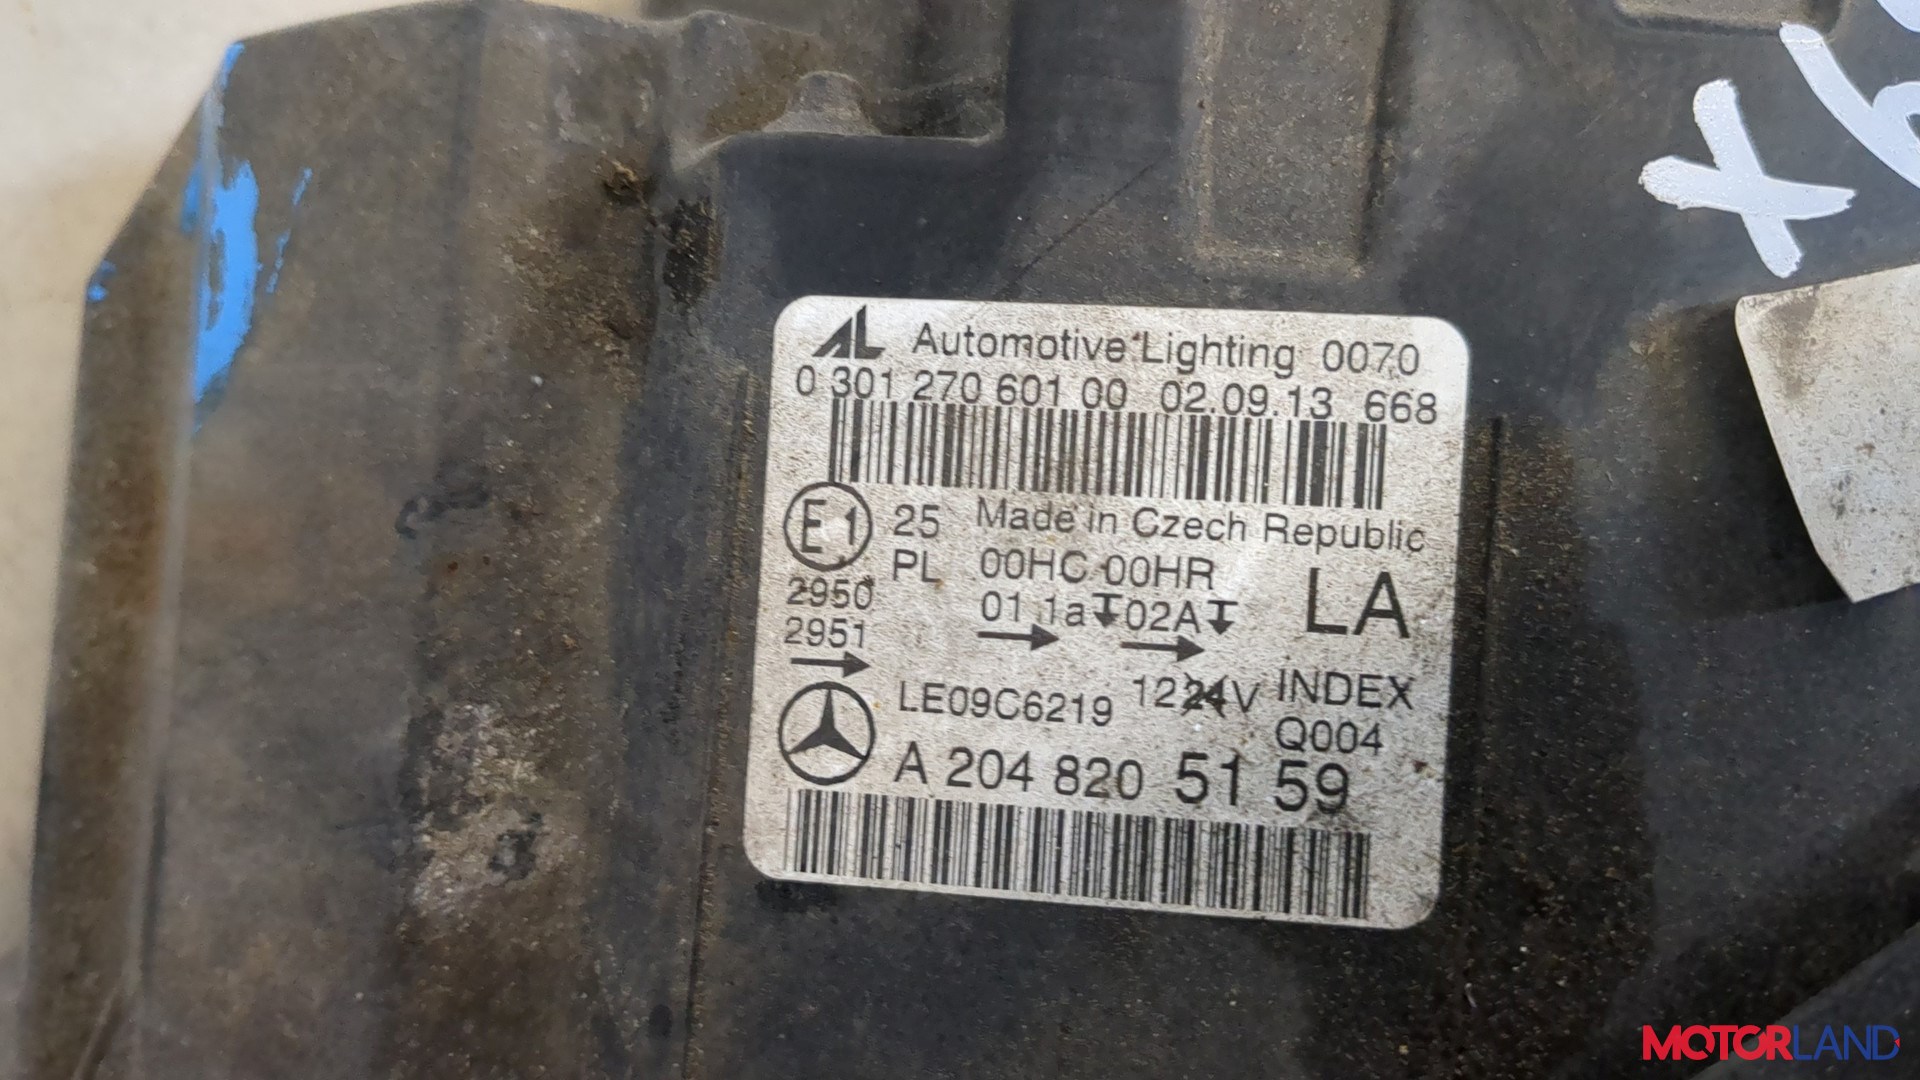 AL Automotive Lighting 0070
0 301 270 601 00 02.09.13 668
E1 25 Made in Czech Republic
PL 00HC 00HR
2950 01 1a 02A LA
2951
LE09C6219 1224V INDEX
Q004
A 204 820 51 59
X
MOTORLAND